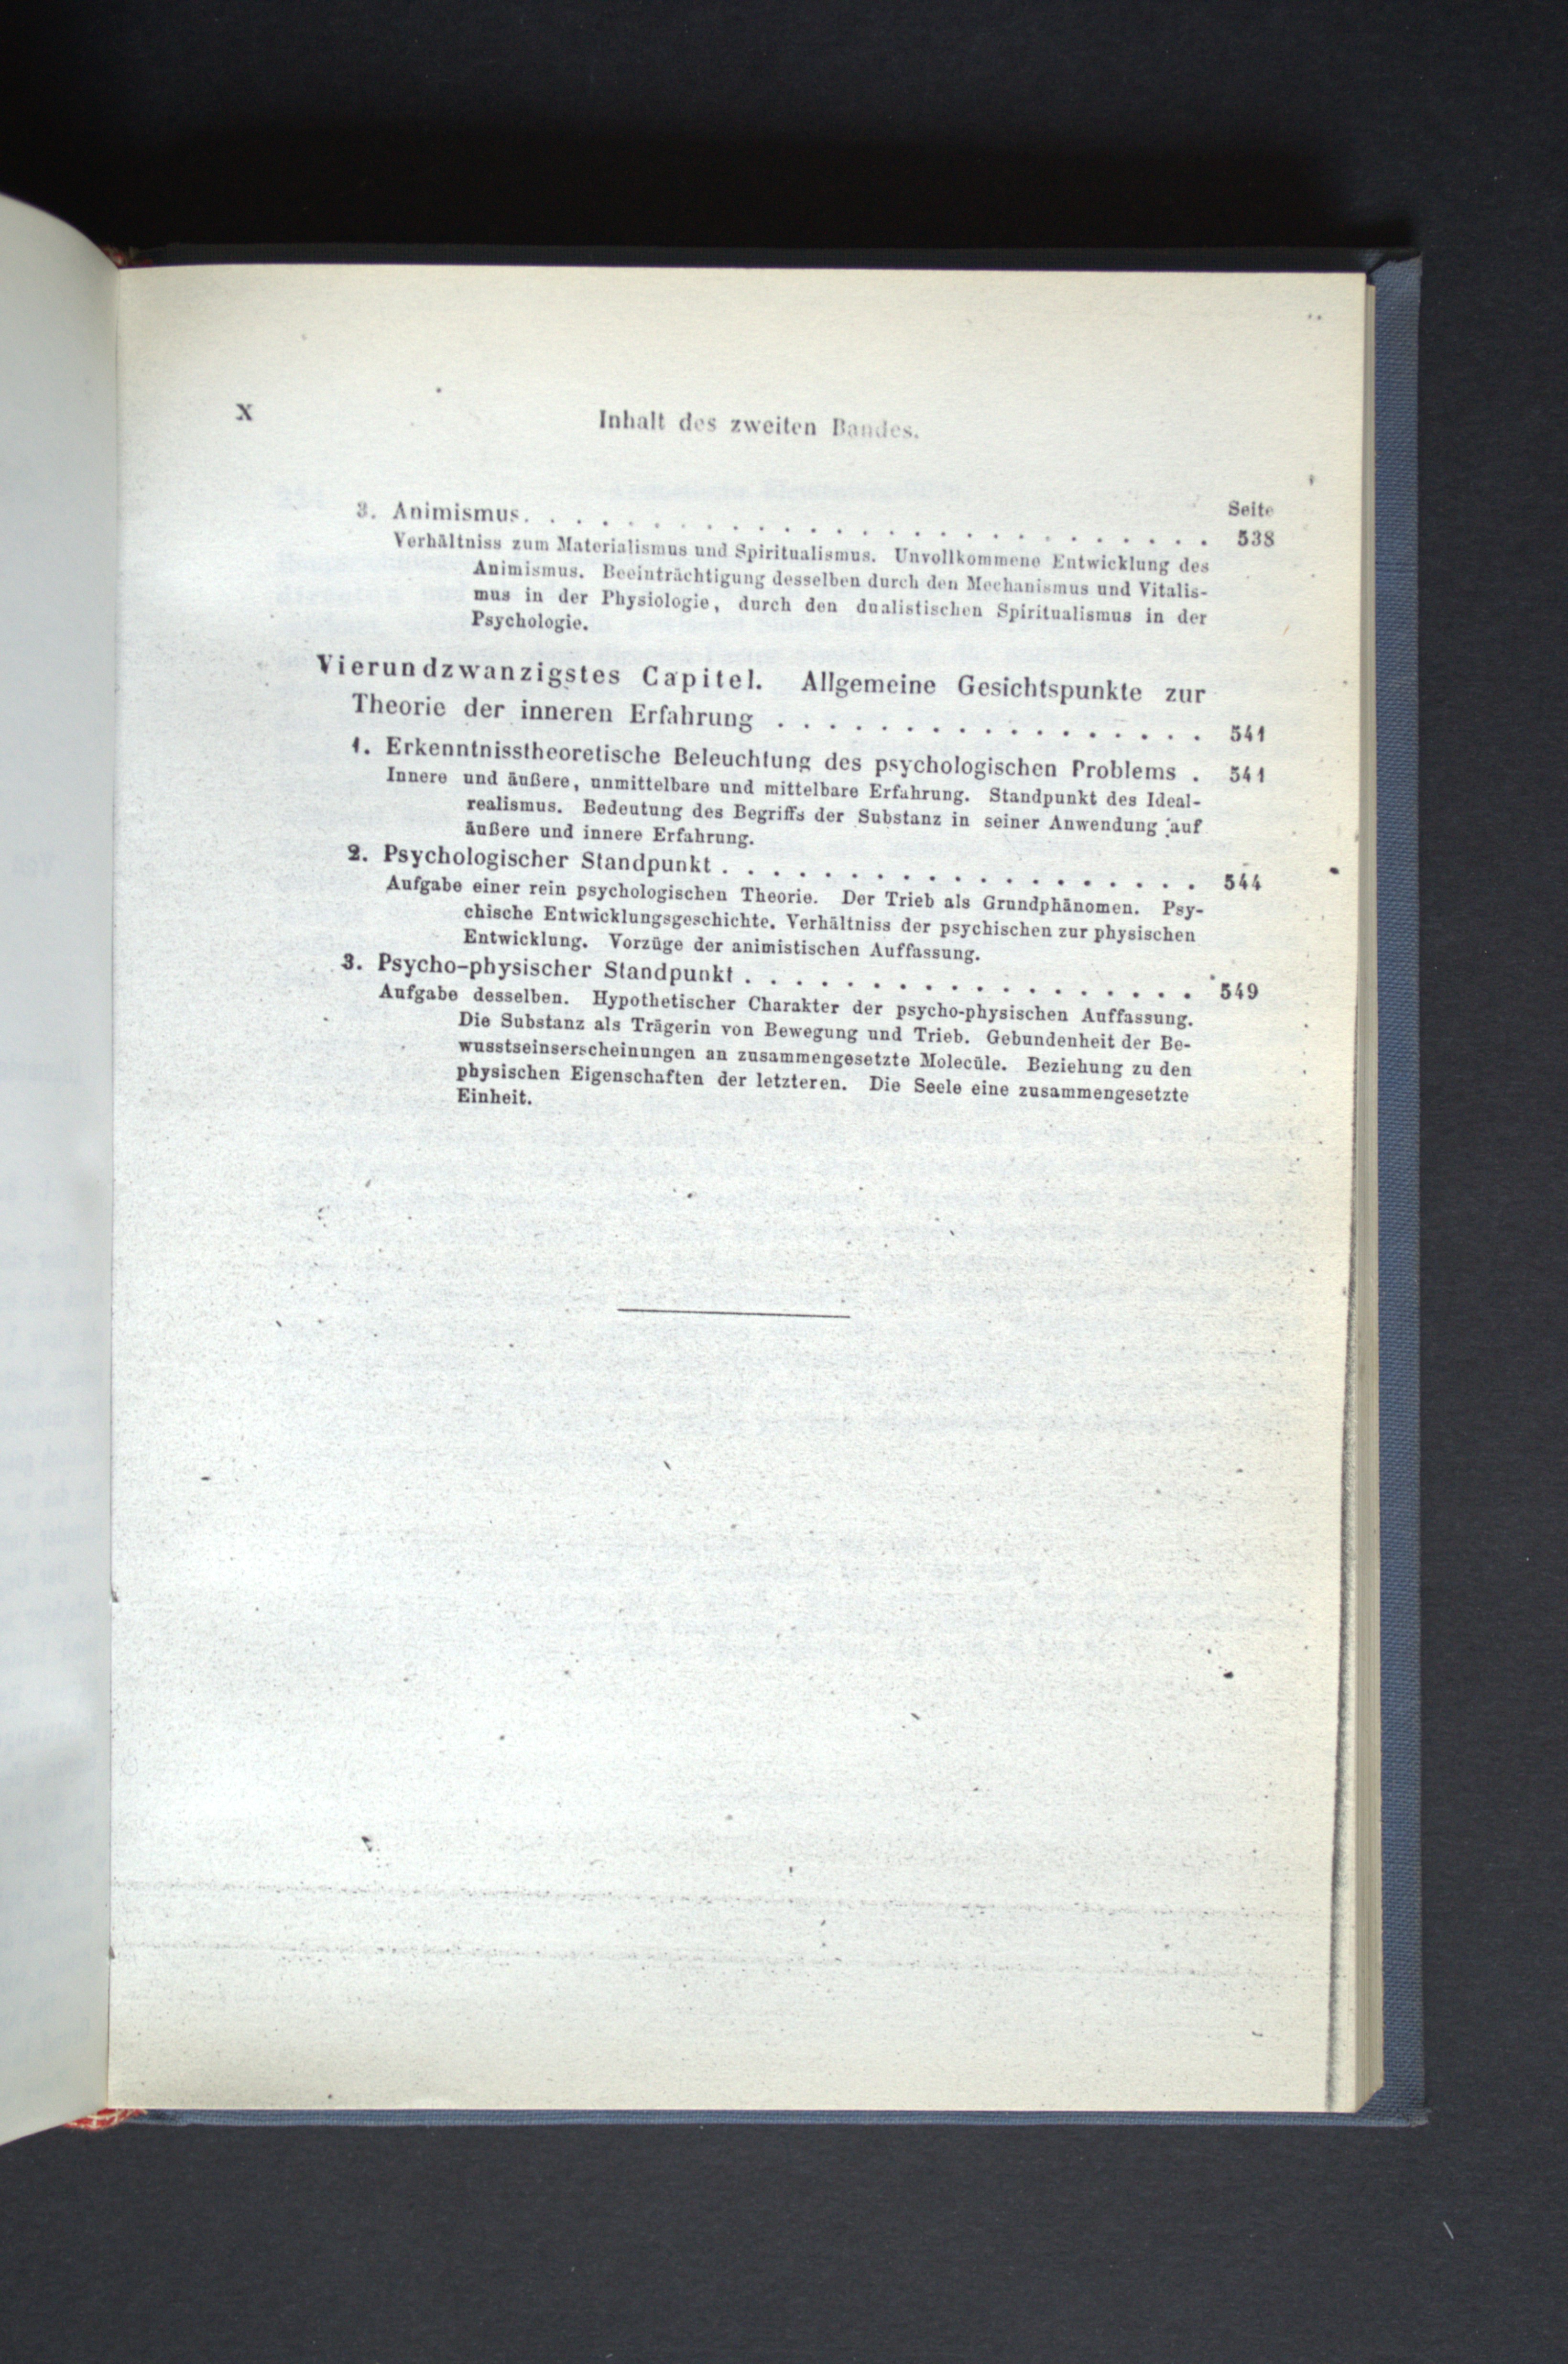 X
Inhalt des zweiten Bandes.
Seite
3. Animismus. . . . . . . . . . . . . . . . . . . . . . . . . . . 538
Verhältniss zum Materialismus und Spiritualismus. Unvollkommene Entwicklung des
Animismus. Beeinträchtigung desselben durch den Mechanismus und Vitalis-
mus in der Physiologie, durch den dualistischen Spiritualismus in der
Psychologie.
Vierundzwanzigstes Capitel. Allgemeine Gesichtspunkte zur
Theorie der inneren Erfahrung . . . . . . . . . . . . . . . . . 541
1. Erkenntnisstheoretische Beleuchtung des psychologischen Problems . 541
Innere und äußere, unmittelbare und mittelbare Erfahrung. Standpunkt des Ideal-
realismus. Bedeutung des Begriffs der Substanz in seiner Anwendung auf
äußere und innere Erfahrung.
2. Psychologischer Standpunkt . . . . . . . . . . . . . . . . . . . 544
Aufgabe einer rein psychologischen Theorie. Der Trieb als Grundphänomen. Psy-
chische Entwicklungsgeschichte. Verhältniss der psychischen zur physischen
Entwicklung. Vorzüge der animistischen Auffassung.
3. Psycho-physischer Standpunkt . . . . . . . . . . . . . . . . . . 549
Aufgabe desselben. Hypothetischer Charakter der psycho-physischen Auffassung.
Die Substanz als Trägerin von Bewegung und Trieb. Gebundenheit der Be-
wusstseinserscheinungen an zusammengesetzte Molecüle. Beziehung zu den
physischen Eigenschaften der letzteren. Die Seele eine zusammengesetzte
Einheit.